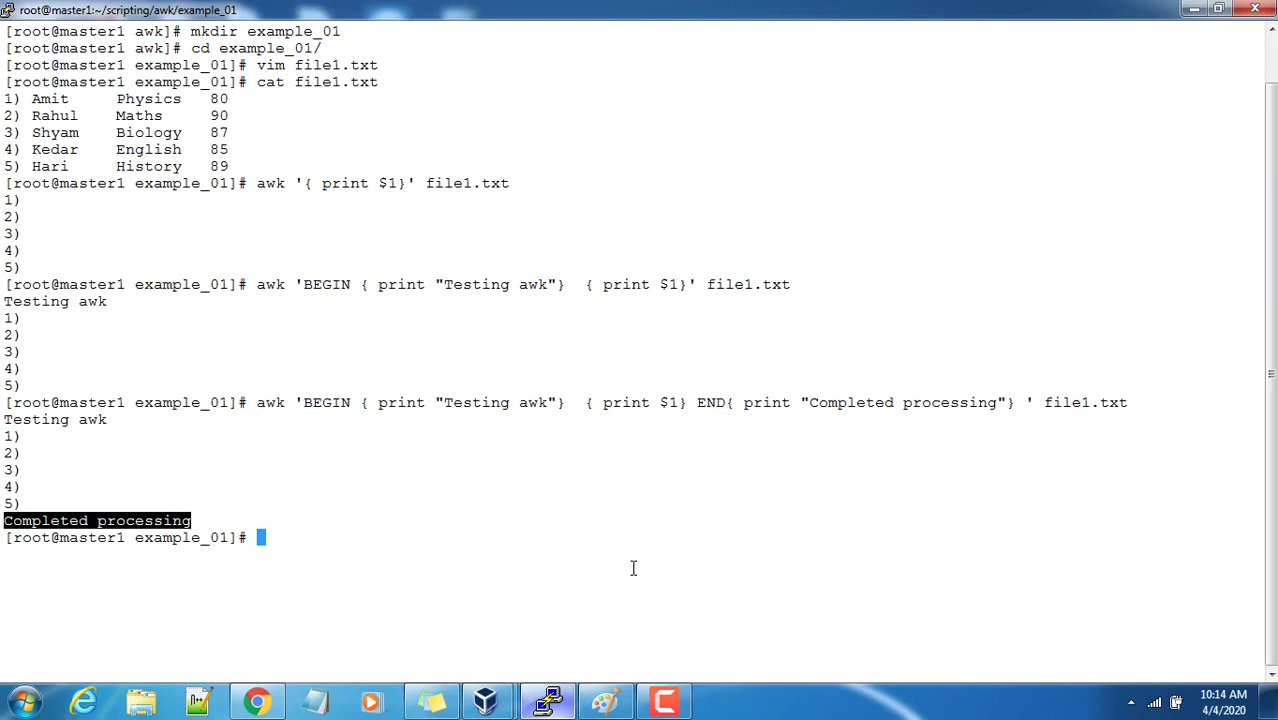 root@master1:~/scripting/awk/example_01
[root@master1 awk]# mkdir example_01
[root@master1 awk]# cd example_01/
[root@master1 example_01]# vim file1.txt
[root@master1 example_01]# cat file1.txt
1) Amit     Physics   80
2) Rahul    Maths     90
3) Shyam    Biology   87
4) Kedar    English   85
5) Hari     History   89
[root@master1 example_01]# awk '{ print $1}' file1.txt
1)
2)
3)
4)
5)
[root@master1 example_01]# awk 'BEGIN { print "Testing awk"}  { print $1}' file1.txt
Testing awk
1)
2)
3)
4)
5)
[root@master1 example_01]# awk 'BEGIN { print "Testing awk"}  { print $1} END{ print "Completed processing"} ' file1.txt
Testing awk
1)
2)
3)
4)
5)
Completed processing
[root@master1 example_01]#
10:14 AM
4/4/2020